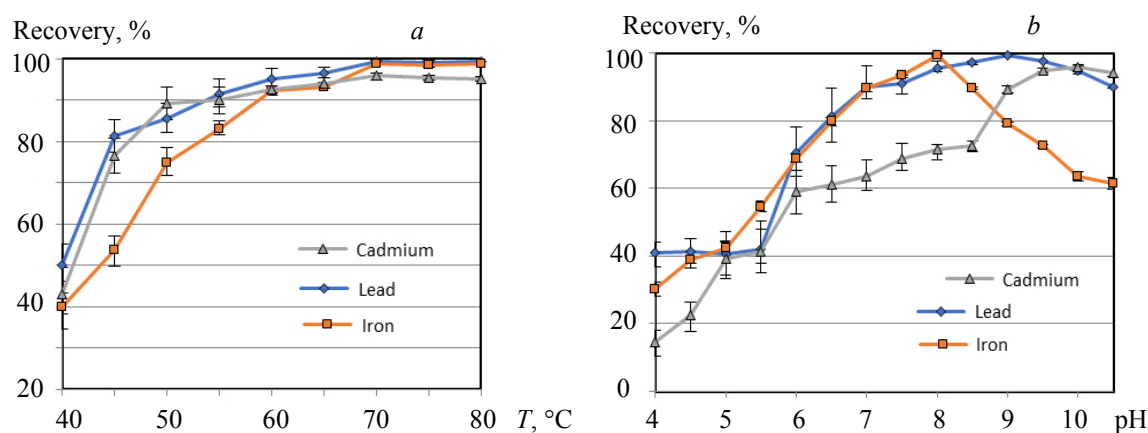 Recovery, %
a
100
80
60
40
20
40 50 60 70 80 T, °C
Cadmium
Lead
Iron
Recovery, %
b
100
80
60
40
20
0
4 5 6 7 8 9 10 pH
Cadmium
Lead
Iron